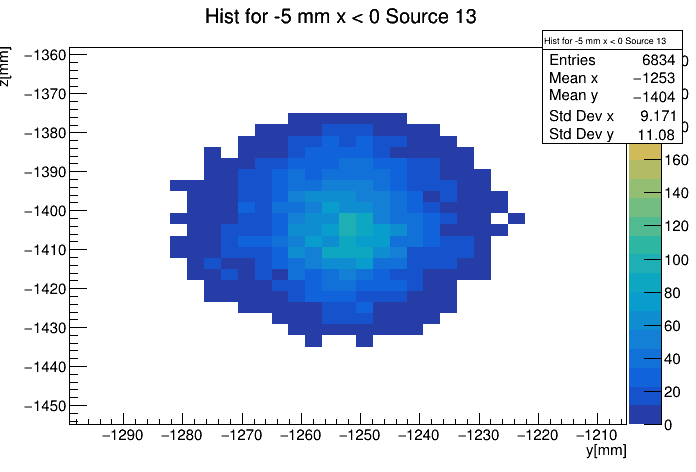 Hist for -5 mm x < 0 Source 13
Hist for -5 mm x < 0 Source 13
Entries 6834
Mean x −1253
Mean y −1404
Std Dev x 9.171
Std Dev y 11.08
z[mm]
−1360
−1370
−1380
−1390
−1400
−1410
−1420
−1430
−1440
−1450
160
140
120
100
80
60
40
20
0
−1290 −1280 −1270 −1260 −1250 −1240 −1230 −1220 −1210
y[mm]